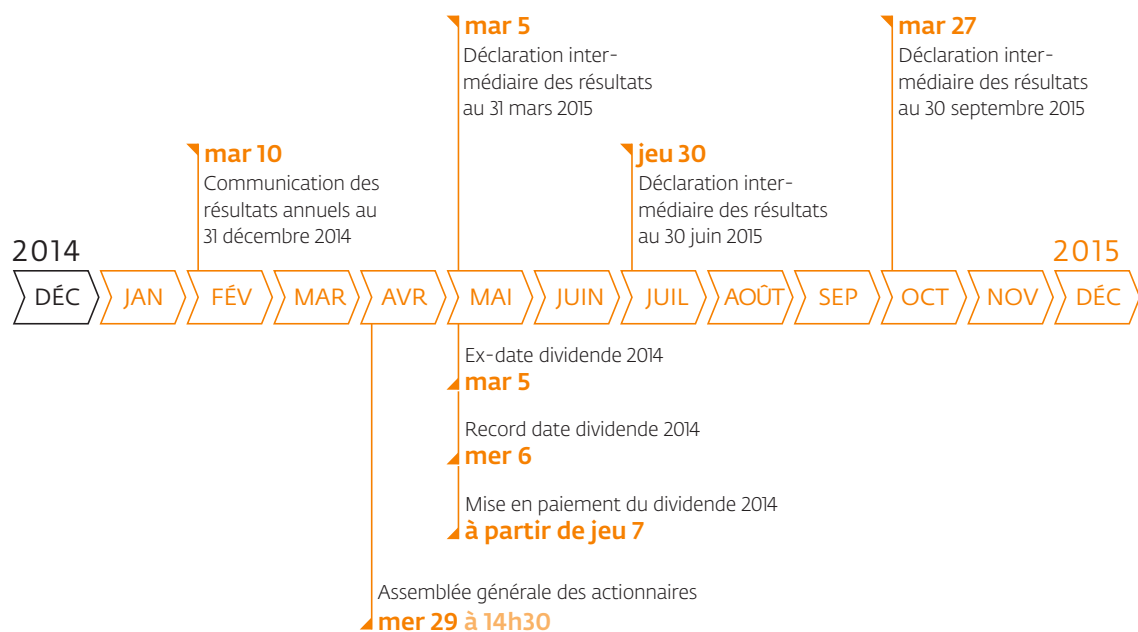 mar 5
Déclaration inter-
médiaire des résultats
au 31 mars 2015
mar 27
Déclaration inter-
médiaire des résultats
au 30 septembre 2015
mar 10
Communication des
résultats annuels au
31 décembre 2014
jeu 30
Déclaration inter-
médiaire des résultats
au 30 juin 2015
2014
2015
DÉC JAN FÉV MAR AVR MAI JUIN JUIL AOÛT SEP OCT NOV DÉC
Ex-date dividende 2014
mar 5
Record date dividende 2014
mer 6
Mise en paiement du dividende 2014
à partir de jeu 7
Assemblée générale des actionnaires
mer 29 à 14h30